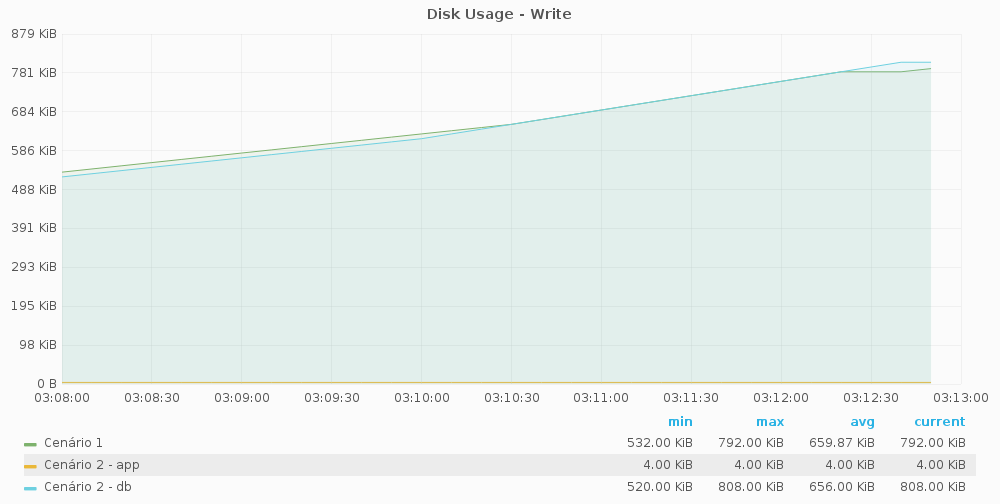 Disk Usage - Write
879 KiB
781 KiB
684 KiB
586 KiB
488 KiB
391 KiB
293 KiB
195 KiB
98 KiB
0 B
03:08:00 03:08:30 03:09:00 03:09:30 03:10:00 03:10:30 03:11:00 03:11:30 03:12:00 03:12:30 03:13:00
min max avg current
Cenário 1 532.00 KiB 792.00 KiB 659.87 KiB 792.00 KiB
Cenário 2 - app 4.00 KiB 4.00 KiB 4.00 KiB 4.00 KiB
Cenário 2 - db 520.00 KiB 808.00 KiB 656.00 KiB 808.00 KiB